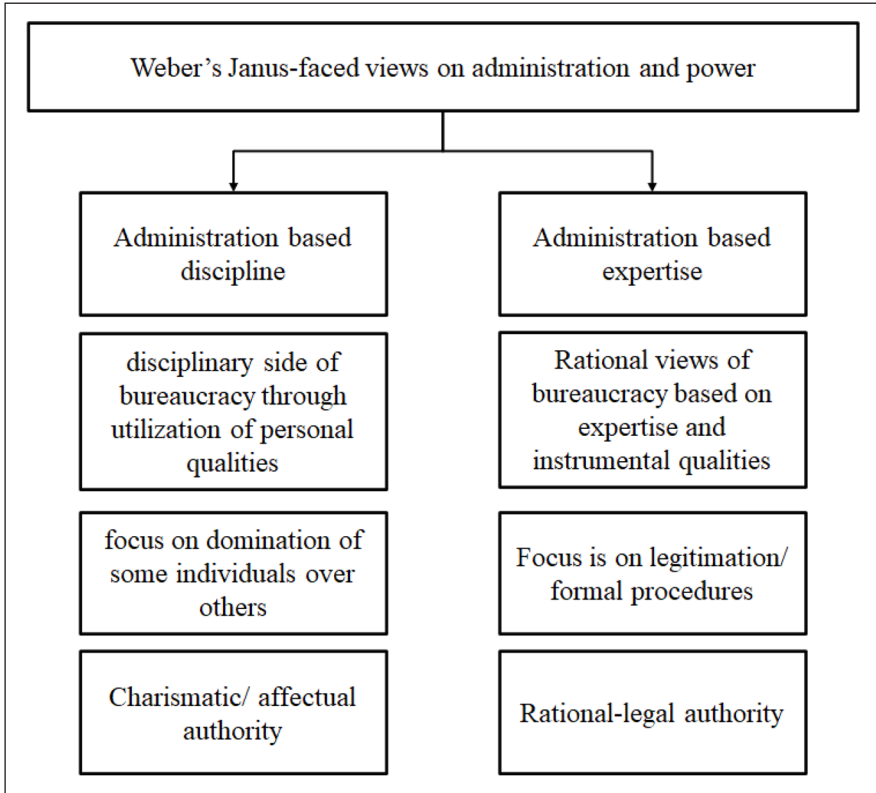 Weber’s Janus-faced views on administration and power
Administration based
discipline
disciplinary side of
bureaucracy through
utilization of personal
qualities
focus on domination of
some individuals over
others
Charismatic/ affectual
authority
Administration based
expertise
Rational views of
bureaucracy based on
expertise and
instrumental qualities
Focus is on legitimation/
formal procedures
Rational-legal authority